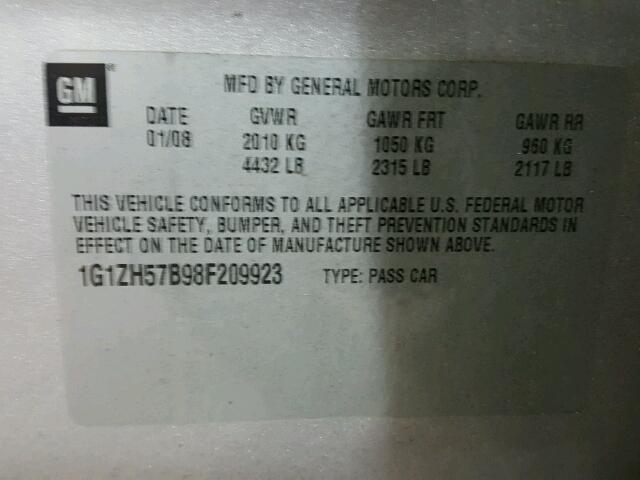 GM
MFD BY GENERAL MOTORS CORP.
DATE GVWR GAWR FRT GAWR RR
01/08 2010 KG 1050 KG 960 KG
4432 LB 2315 LB 2117 LB
THIS VEHICLE CONFORMS TO ALL APPLICABLE U.S. FEDERAL MOTOR
VEHICLE SAFETY, BUMPER, AND THEFT PREVENTION STANDARDS IN
EFFECT ON THE DATE OF MANUFACTURE SHOWN ABOVE.
1G1ZH57B98F209923 TYPE: PASS CAR